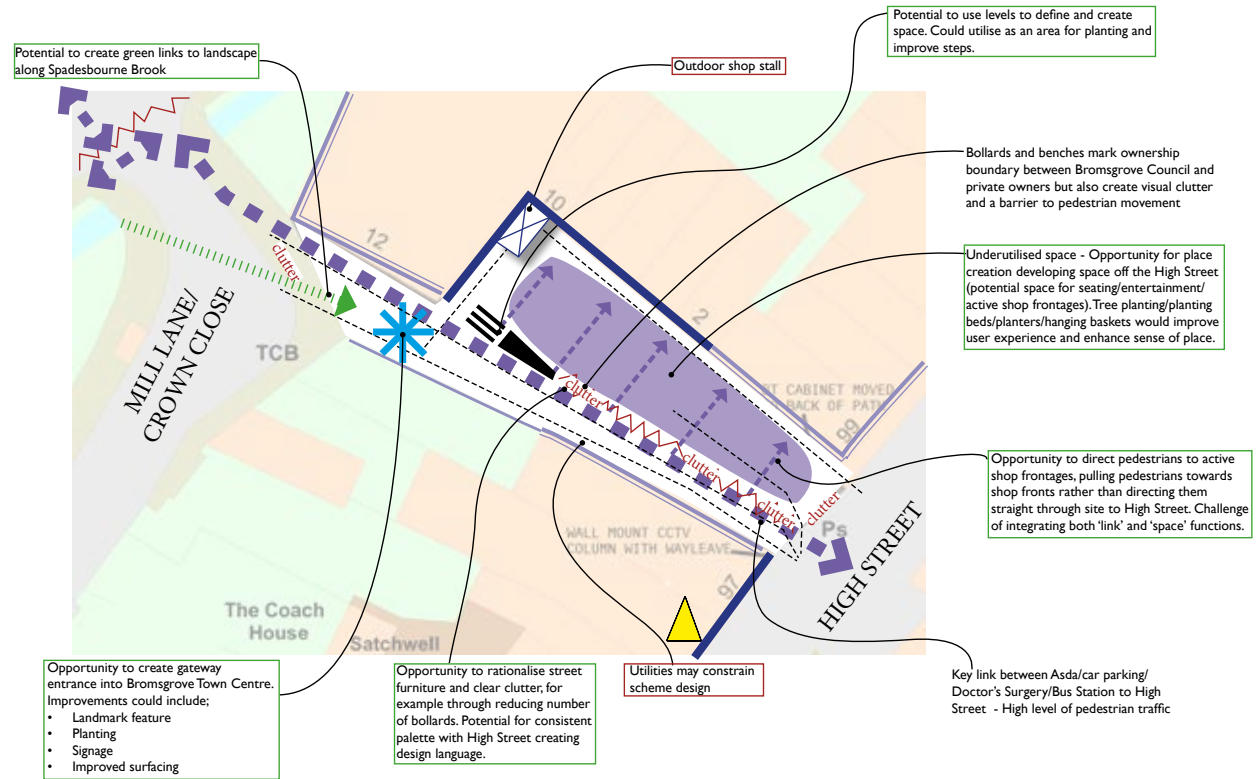 Potential to create green links to landscape
along Spadesbourne Brook
Outdoor shop stall
Potential to use levels to define and create
space. Could utilise as an area for planting and
improve steps.
Bollards and benches mark ownership
boundary between Bromsgrove Council and
private owners but also create visual clutter
and a barrier to pedestrian movement
Underutilised space - Opportunity for place
creation developing space off the High Street
(potential space for seating/entertainment/
active shop frontages). Tree planting/planting
beds/planters/hanging baskets would improve
user experience and enhance sense of place.
Opportunity to direct pedestrians to active
shop frontages, pulling pedestrians towards
shop fronts rather than directing them
straight through site to High Street. Challenge
of integrating both ‘link’ and ‘space’ functions.
Key link between Asda/car parking/
Doctor’s Surgery/Bus Station to High
Street - High level of pedestrian traffic
Utilities may constrain
scheme design
Opportunity to rationalise street
furniture and clear clutter, for
example through reducing number
of bollards. Potential for consistent
palette with High Street creating
design language.
Opportunity to create gateway
entrance into Bromsgrove Town Centre.
Improvements could include;
• Landmark feature
• Planting
• Signage
• Improved surfacing
MILL LANE/
CROWN CLOSE
HIGH STREET
10
12
2
99
97
clutter
clutter
clutter
clutter
clutter
TCB
CABINET MOVED
BACK OF PATH
WALL MOUNT CCTV
COLUMN WITH WAYLEAVE
Ps
The Coach
House
Satchwell